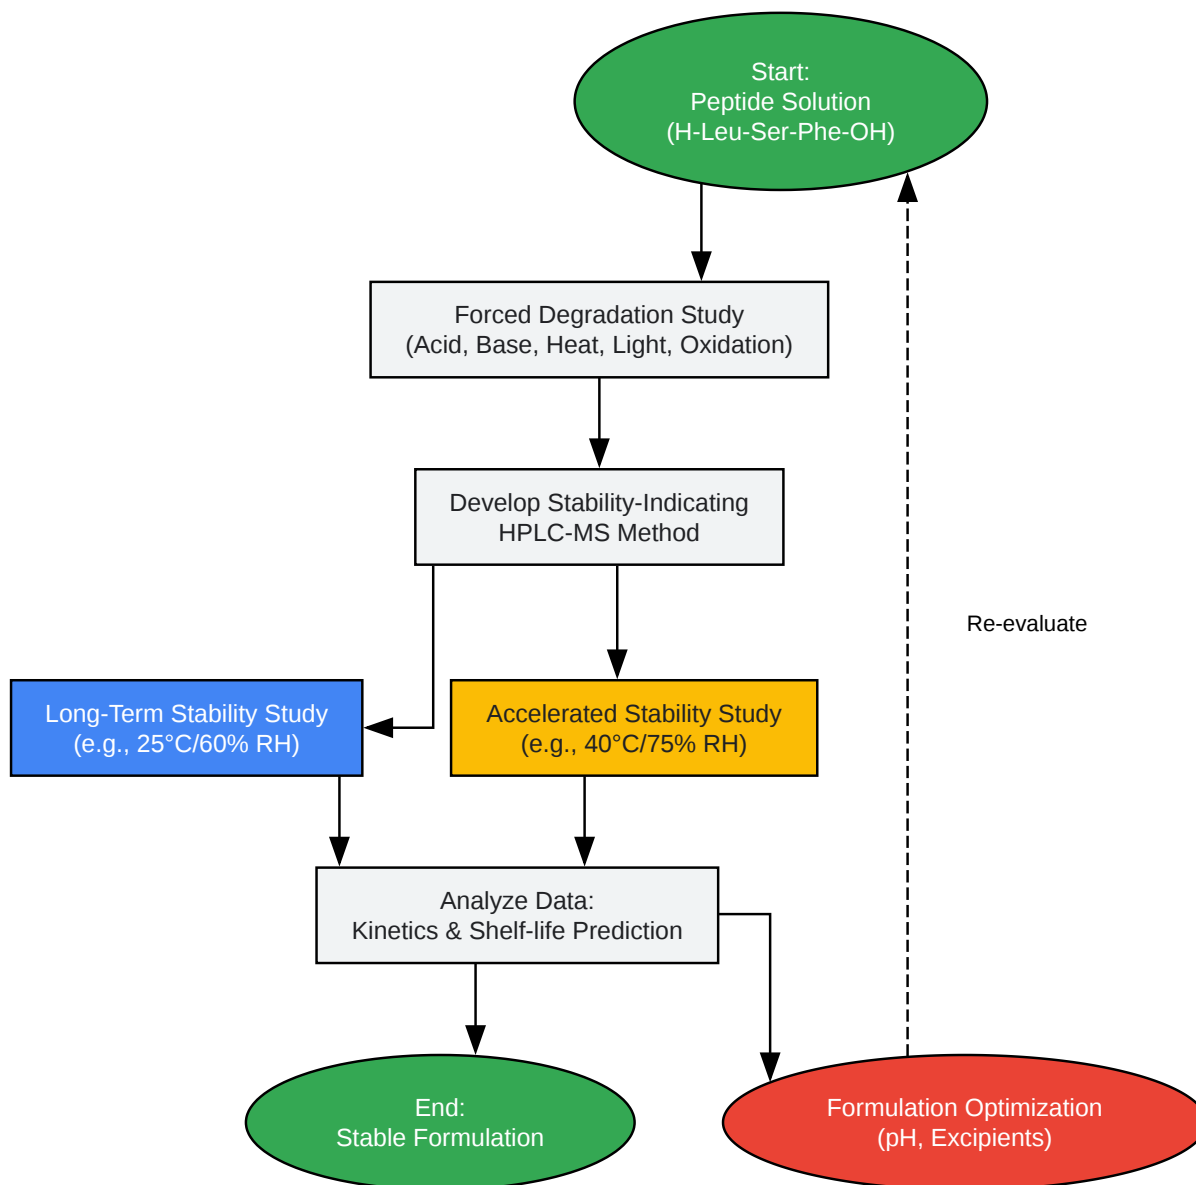 Start:
Peptide Solution
(H-Leu-Ser-Phe-OH)
Forced Degradation Study
(Acid, Base, Heat, Light, Oxidation)
Develop Stability-Indicating
HPLC-MS Method
Re-evaluate
Long-Term Stability Study
(e.g., 25°C/60% RH)
Accelerated Stability Study
(e.g., 40°C/75% RH)
Analyze Data:
Kinetics & Shelf-life Prediction
End:
Stable Formulation
Formulation Optimization
(pH, Excipients)